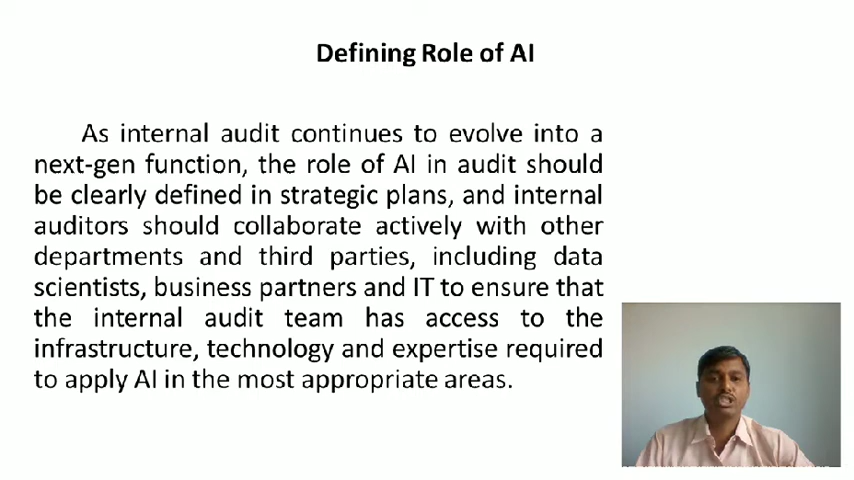 Defining Role of AI
As internal audit continues to evolve into a
next-gen function, the role of AI in audit should
be clearly defined in strategic plans, and internal
auditors should collaborate actively with other
departments and third parties, including data
scientists, business partners and IT to ensure that
the internal audit team has access to the
infrastructure, technology and expertise required
to apply AI in the most appropriate areas.